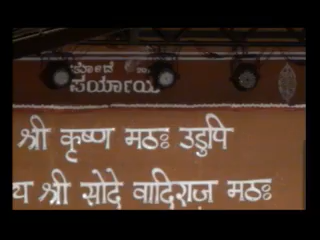 ಪರ್ಯಾಯ
श्री कृष्ण मठः उडुपि
य श्री सोदे वादिराज़ मठः